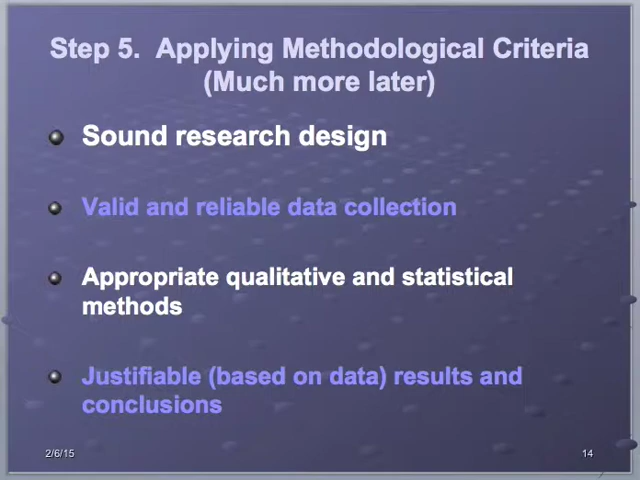 Step 5.  Applying Methodological Criteria
(Much more later)
Sound research design
Valid and reliable data collection
Appropriate qualitative and statistical
methods
Justifiable (based on data) results and
conclusions
2/6/15
14